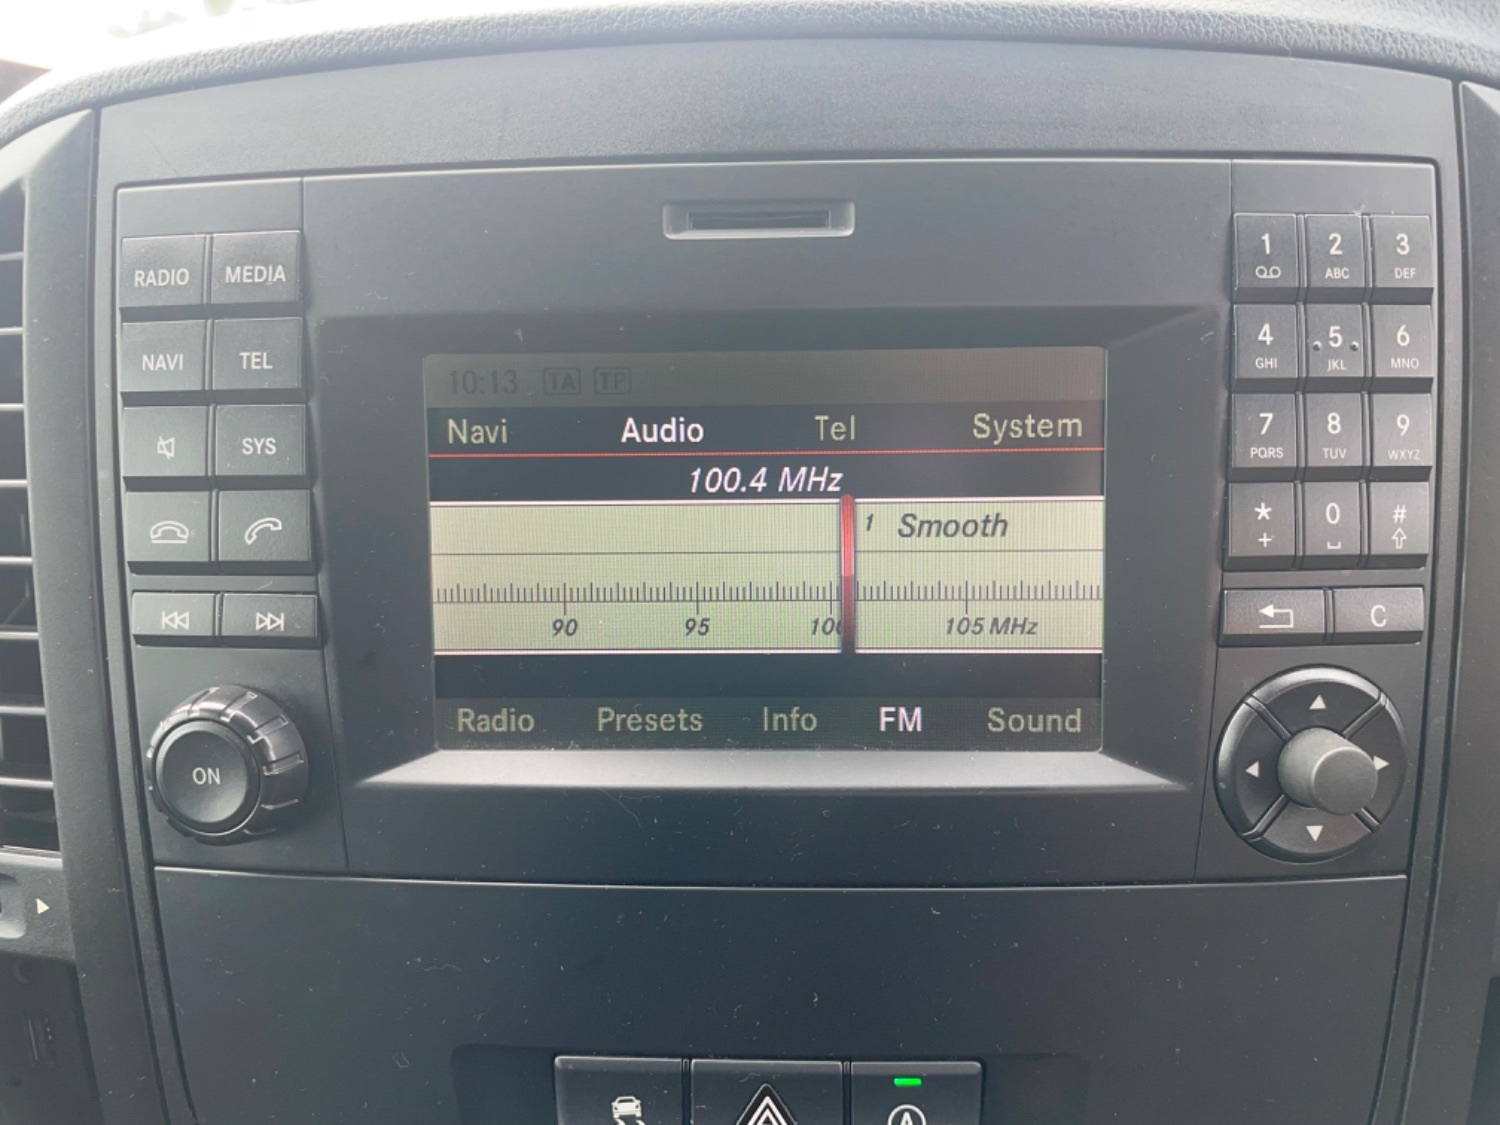 RADIO MEDIA
NAVI TEL
SYS
ON
10:13 TA TP
Navi Audio Tel System
100.4 MHz
1 Smooth
90 95 100 105 MHz
Radio Presets Info FM Sound
1 2 ABC 3 DEF
4 GHI 5 JKL 6 MNO
7 PQRS 8 TUV 9 WXYZ
* + 0 #
C
A